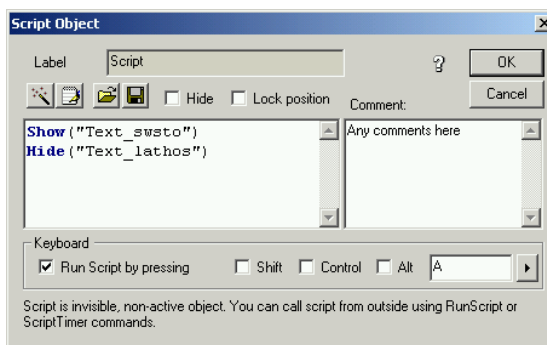 Script Object
Label Script ? OK
Hide Lock position Comment: Cancel
Show("Text_swsto") Any comments here
Hide("Text_lathos")
Keyboard
Run Script by pressing Shift Control Alt A
Script is invisible, non-active object. You can call script from outside using RunScript or
ScriptTimer commands.